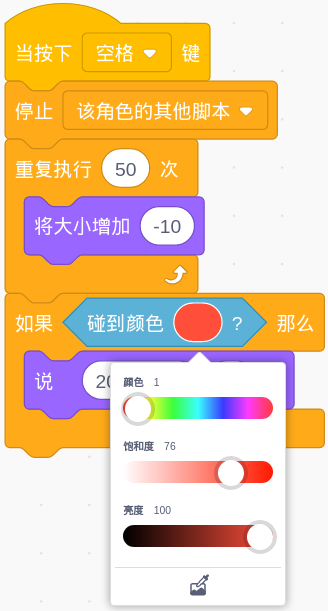 当按下 空格 键
停止 该角色的其他脚本
重复执行 50 次
将大小增加 -10
如果 碰到颜色 ? 那么
说
颜色 1
饱和度 76
亮度 100